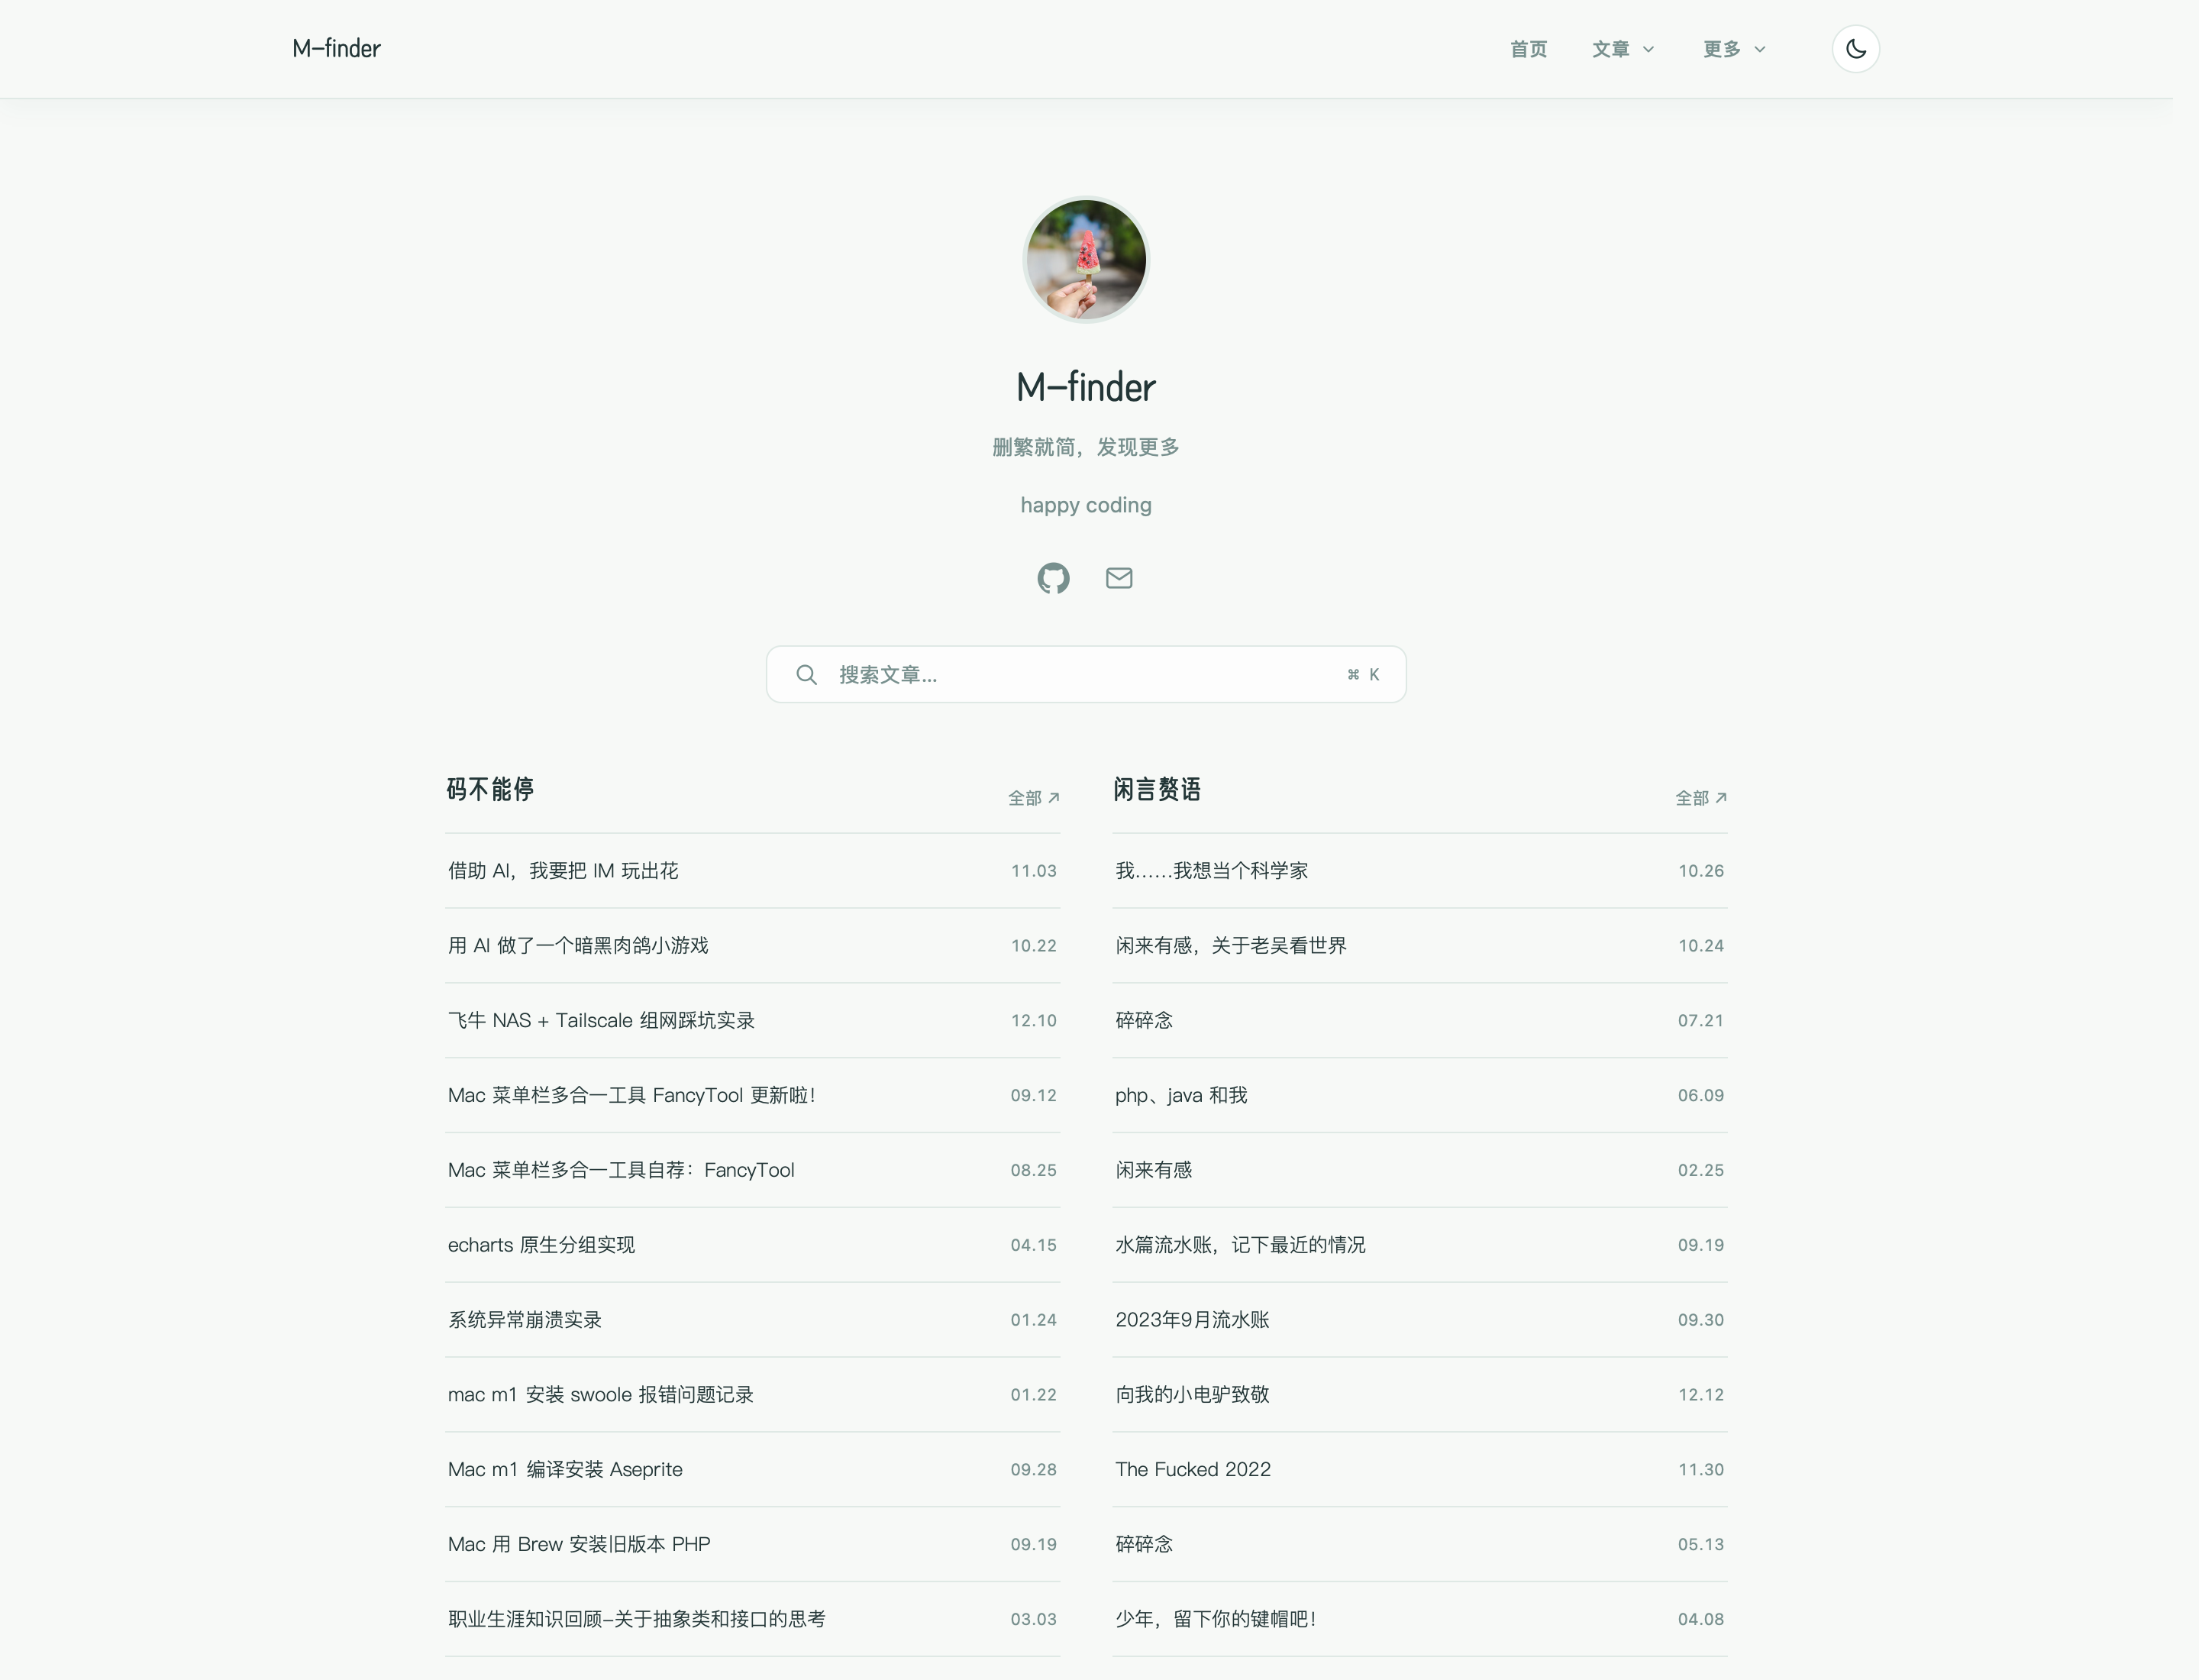 M-finder
首页
文章
更多
M-finder
删繁就简，发现更多
happy coding
搜索文章...
⌘ K
码不能停
全部 ↗
借助 AI，我要把 IM 玩出花
11.03
用 AI 做了一个暗黑肉鸽小游戏
10.22
飞牛 NAS + Tailscale 组网踩坑实录
12.10
Mac 菜单栏多合一工具 FancyTool 更新啦！
09.12
Mac 菜单栏多合一工具自荐：FancyTool
08.25
echarts 原生分组实现
04.15
系统异常崩溃实录
01.24
mac m1 安装 swoole 报错问题记录
01.22
Mac m1 编译安装 Aseprite
09.28
Mac 用 Brew 安装旧版本 PHP
09.19
职业生涯知识回顾-关于抽象类和接口的思考
03.03
闲言赘语
全部 ↗
我……我想当个科学家
10.26
闲来有感，关于老吴看世界
10.24
碎碎念
07.21
php、java 和我
06.09
闲来有感
02.25
水篇流水账，记下最近的情况
09.19
2023年9月流水账
09.30
向我的小电驴致敬
12.12
The Fucked 2022
11.30
碎碎念
05.13
少年，留下你的键帽吧！
04.08